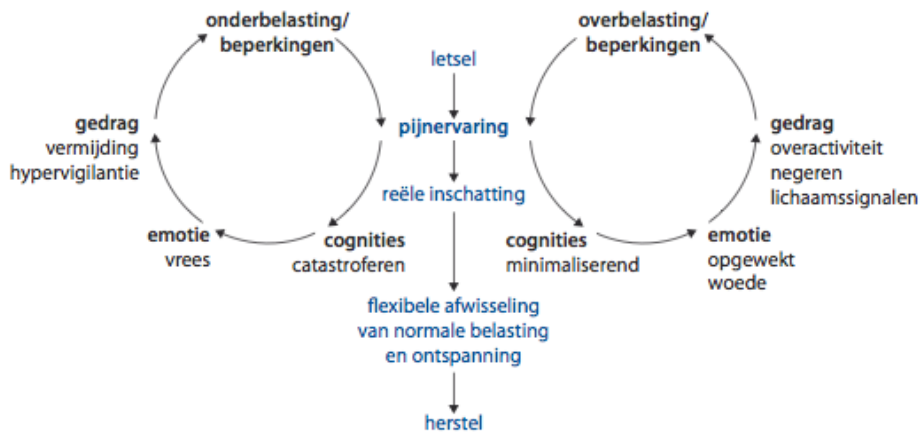 onderbelasting/
beperkingen
overbelasting/
beperkingen
letsel
gedrag
vermijding
hypervigilantie
pijnervaring
gedrag
overactiviteit
negeren
lichaamssignalen
reële inschatting
emotie
vrees
cognities
catastroferen
cognities
minimaliserend
emotie
opgewekt
woede
flexibele afwisseling
van normale belasting
en ontspanning
herstel